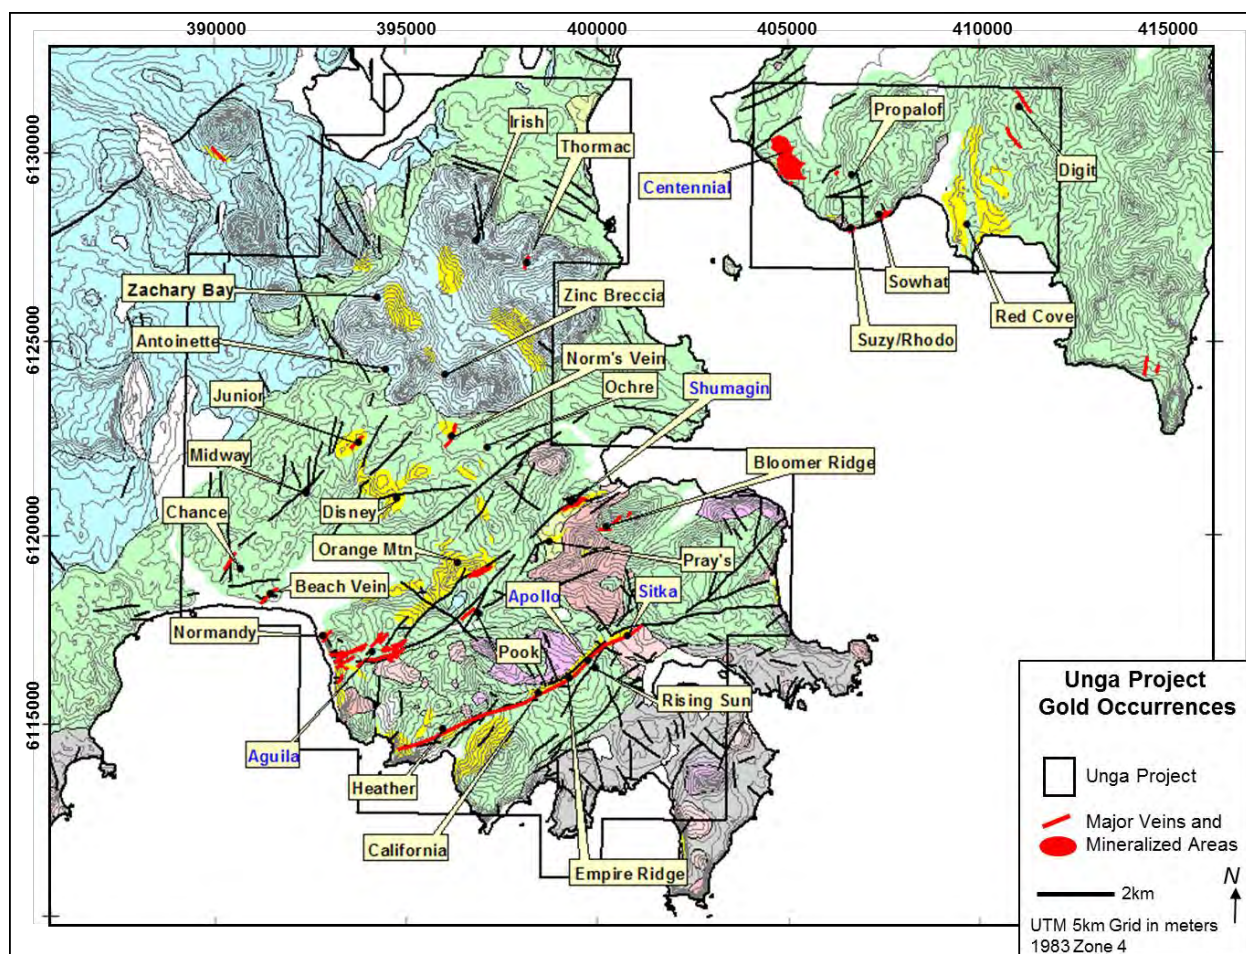 390000 395000 400000 405000 410000 415000
6130000
6125000
6120000
6115000
Irish
Thormac
Propalof
Centennial
Digit
Zachary Bay
Zinc Breccia
Sowhat
Red Cove
Antoinette
Norm's Vein
Suzy/Rhodo
Ochre
Shumagin
Junior
Midway
Bloomer Ridge
Chance
Disney
Orange Mtn
Pray's
Beach Vein
Apollo
Sitka
Normandy
Pook
Rising Sun
Aguila
Heather
California
Empire Ridge
Unga Project
Gold Occurrences
Unga Project
Major Veins and
Mineralized Areas
N
2km
UTM 5km Grid in meters
1983 Zone 4